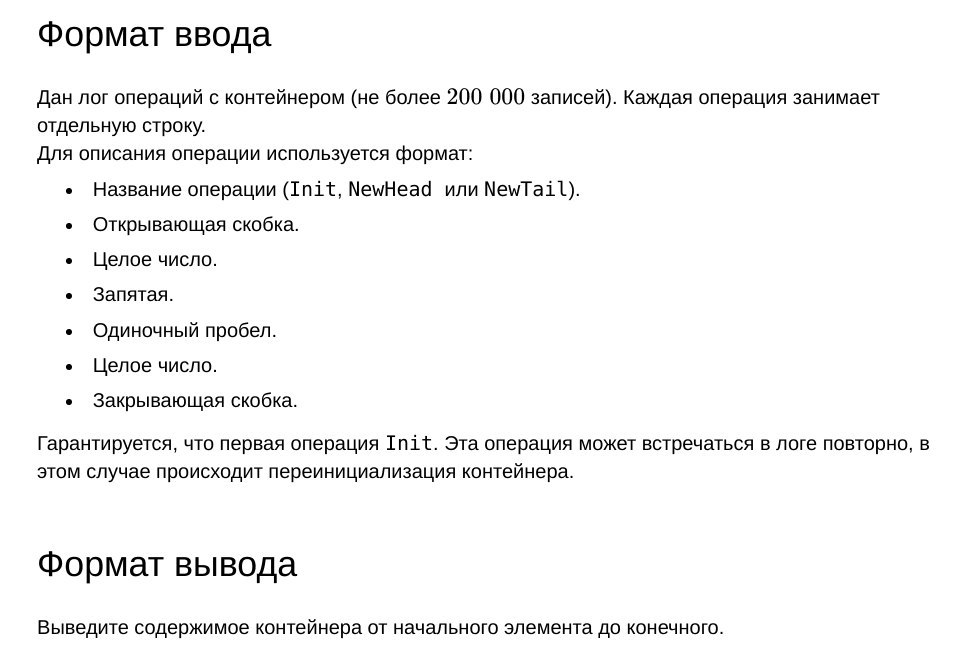 Формат ввода
Дан лог операций с контейнером (не более 200 000 записей). Каждая операция занимает
отдельную строку.
Для описания операции используется формат:
• Название операции (Init, NewHead или NewTail).
• Открывающая скобка.
• Целое число.
• Запятая.
• Одиночный пробел.
• Целое число.
• Закрывающая скобка.
Гарантируется, что первая операция Init. Эта операция может встречаться в логе повторно, в
этом случае происходит переинициализация контейнера.
Формат вывода
Выведите содержимое контейнера от начального элемента до конечного.